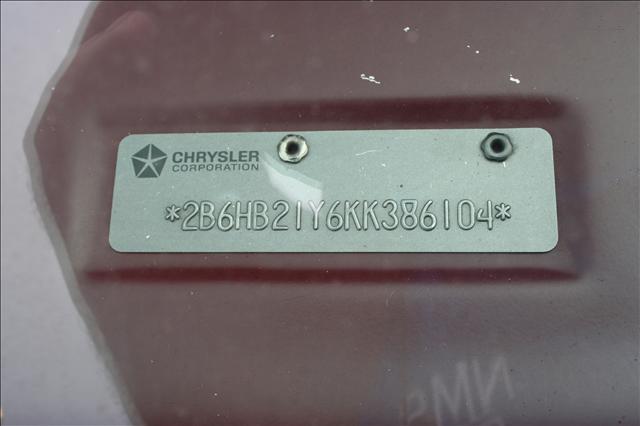 CHRYSLER
CORPORATION
*2B6HB21Y6KK386104*